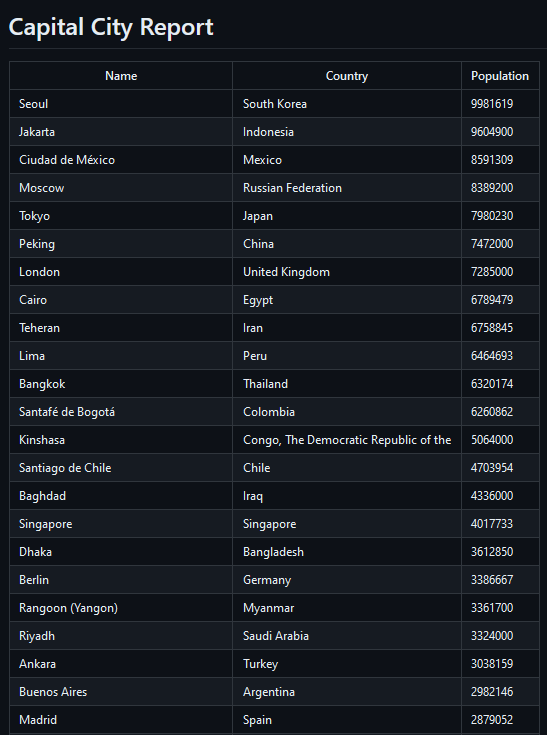 Capital City Report
Name Country Population
Seoul South Korea 9981619
Jakarta Indonesia 9604900
Ciudad de México Mexico 8591309
Moscow Russian Federation 8389200
Tokyo Japan 7980230
Peking China 7472000
London United Kingdom 7285000
Cairo Egypt 6789479
Teheran Iran 6758845
Lima Peru 6464693
Bangkok Thailand 6320174
Santafé de Bogotá Colombia 6260862
Kinshasa Congo, The Democratic Republic of the 5064000
Santiago de Chile Chile 4703954
Baghdad Iraq 4336000
Singapore Singapore 4017733
Dhaka Bangladesh 3612850
Berlin Germany 3386667
Rangoon (Yangon) Myanmar 3361700
Riyadh Saudi Arabia 3324000
Ankara Turkey 3038159
Buenos Aires Argentina 2982146
Madrid Spain 2879052